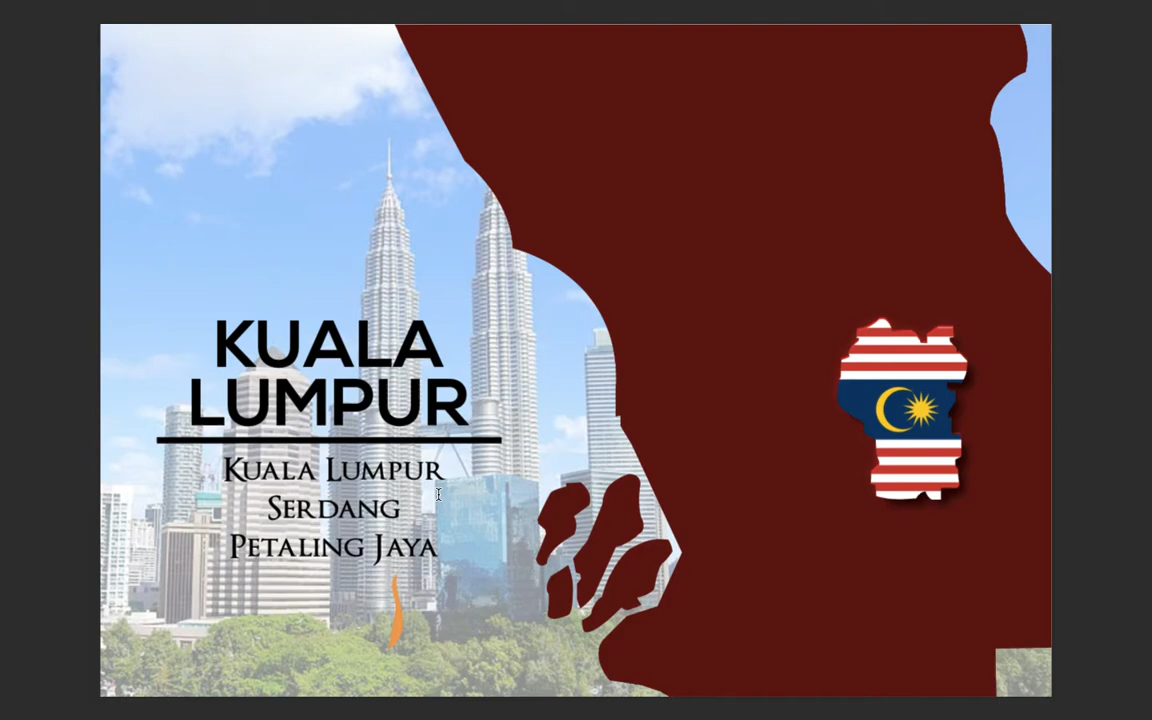 KUALA
LUMPUR
Kuala Lumpur
Serdang
Petaling Jaya